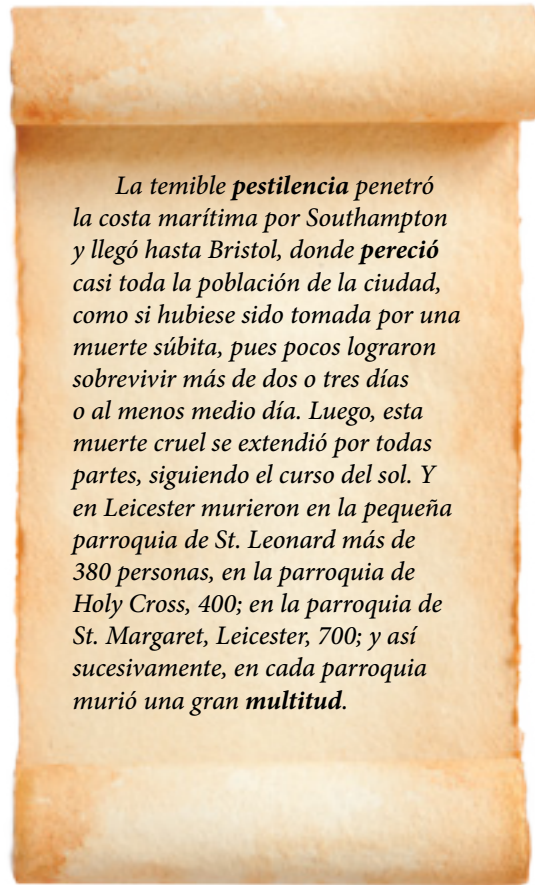 La temible pestilencia penetró
la costa marítima por Southampton
y llegó hasta Bristol, donde pereció
casi toda la población de la ciudad,
como si hubiese sido tomada por una
muerte súbita, pues pocos lograron
sobrevivir más de dos o tres días
o al menos medio día. Luego, esta
muerte cruel se extendió por todas
partes, siguiendo el curso del sol. Y
en Leicester murieron en la pequeña
parroquia de St. Leonard más de
380 personas, en la parroquia de
Holy Cross, 400; en la parroquia de
St. Margaret, Leicester, 700; y así
sucesivamente, en cada parroquia
murió una gran multitud.